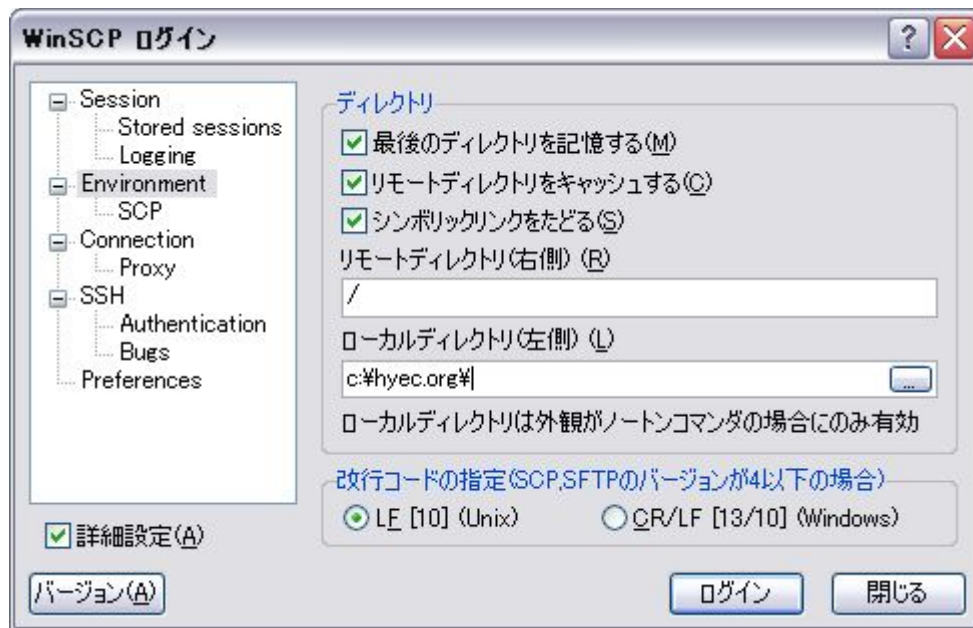 WinSCP ログイン
Session
Stored sessions
Logging
Environment
SCP
Connection
Proxy
SSH
Authentication
Bugs
Preferences
詳細設定(A)
バージョン(A)
ディレクトリ
最後のディレクトリを記憶する(M)
リモートディレクトリをキャッシュする(C)
シンボリックリンクをたどる(S)
リモートディレクトリ(右側) (R)
/
ローカルディレクトリ(左側) (L)
c:¥hyec.org¥
...
ローカルディレクトリは外観がノートンコマンダの場合にのみ有効
改行コードの指定(SCP,SFTPのバージョンが4以下の場合)
LF [10] (Unix)
CR/LF [13/10] (Windows)
ログイン
閉じる